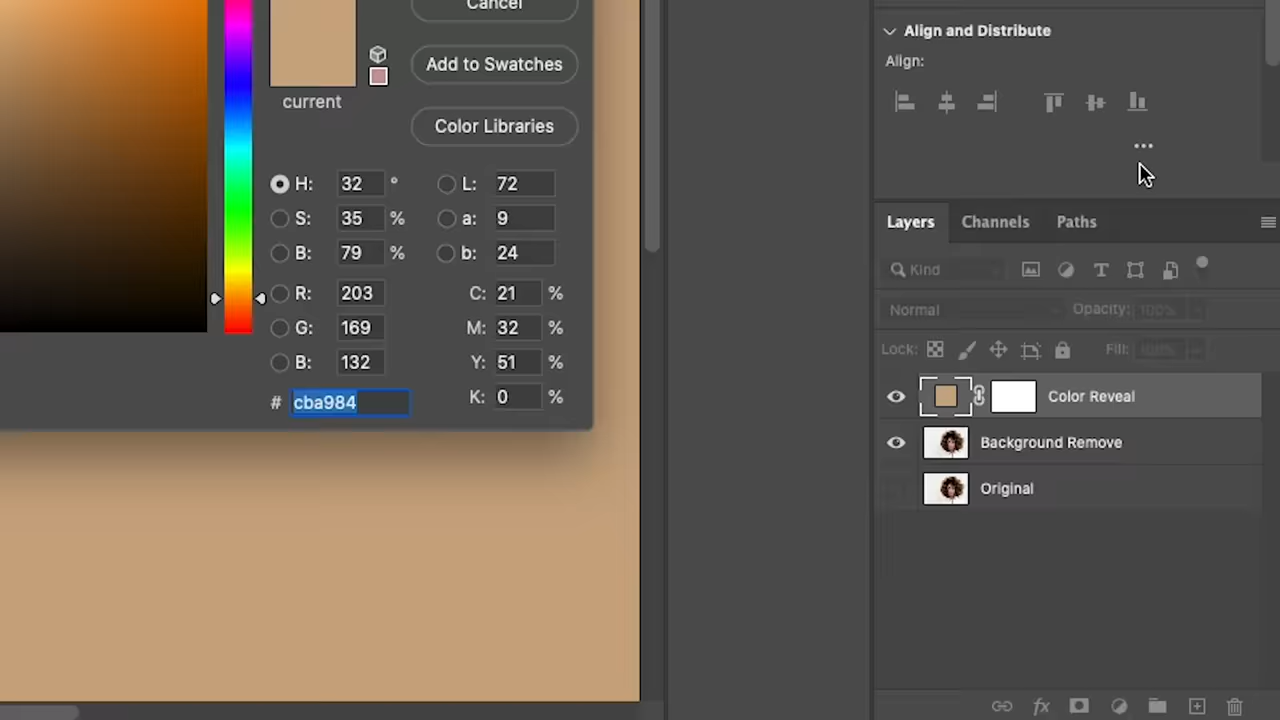 Cancel
Add to Swatches
current
Color Libraries
H: 32 ° L: 72
S: 35 % a: 9
B: 79 % b: 24
R: 203 C: 21 %
G: 169 M: 32 %
B: 132 Y: 51 %
# cba984 K: 0 %
Align and Distribute
Align:
Layers Channels Paths
Kind
Normal Opacity: 100%
Lock: Fill: 100%
Color Reveal
Background Remove
Original
fx